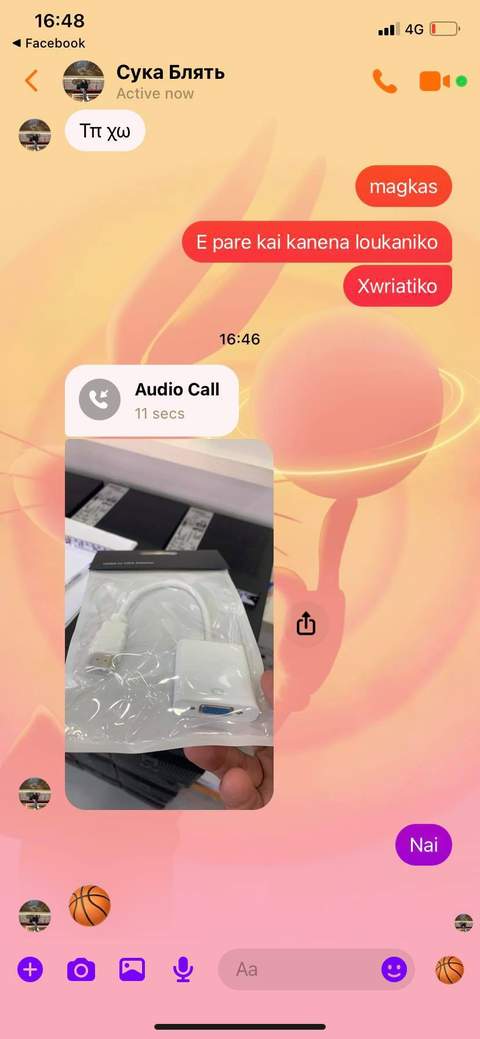 16:48
4G
◀ Facebook
Сука Блять
Active now
Τπ χω
magkas
E pare kai kanena loukaniko
Xwriatiko
16:46
Audio Call
11 secs
Nai
Aa